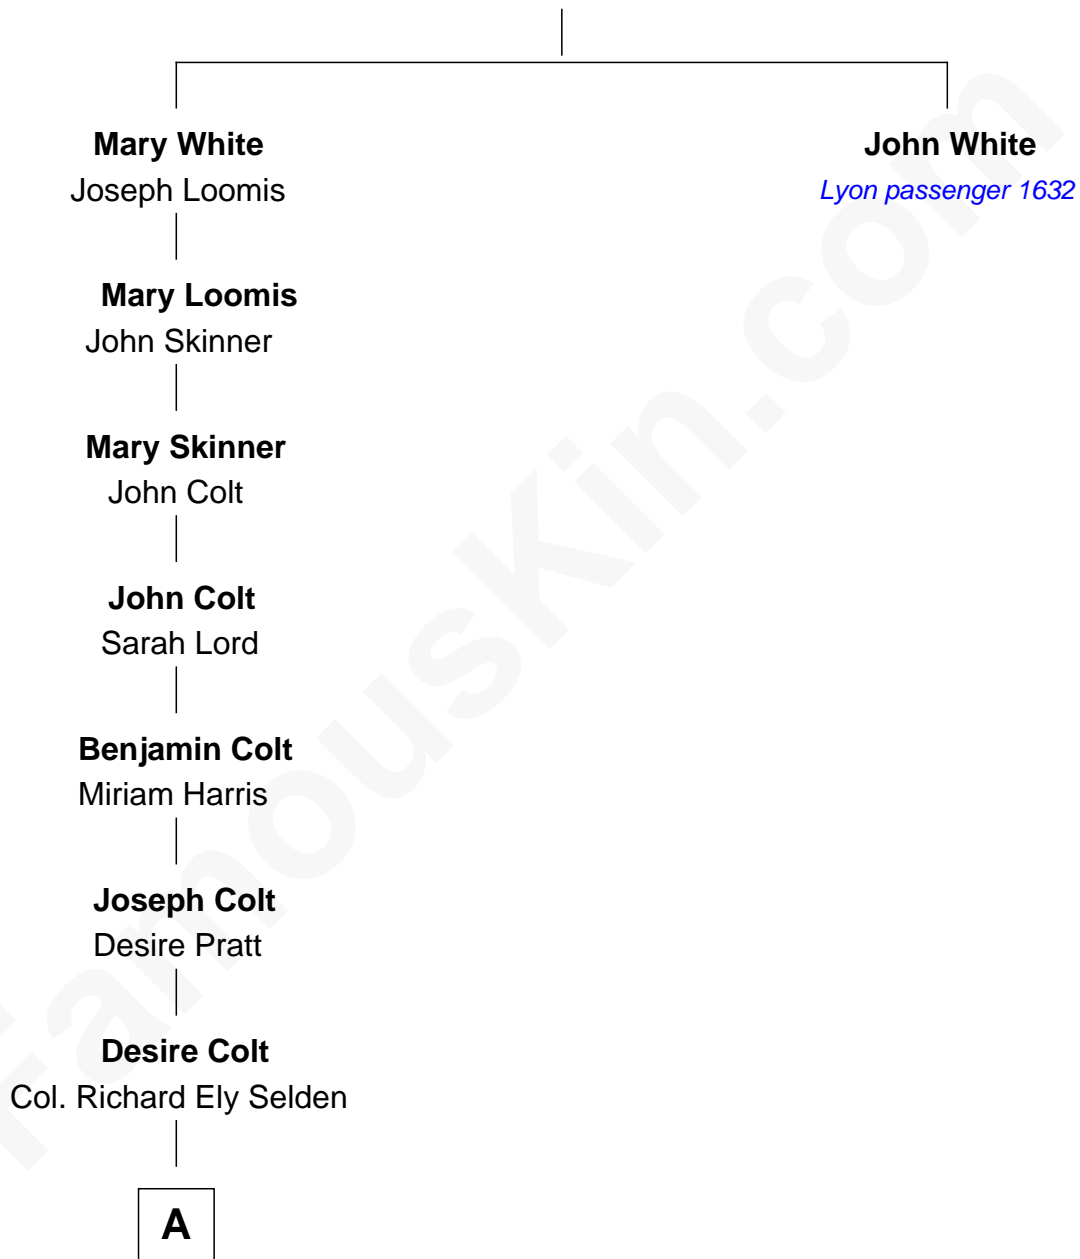 Mary White
Joseph Loomis
John White
Lyon passenger 1632
Mary Loomis
John Skinner
Mary Skinner
John Colt
John Colt
Sarah Lord
Benjamin Colt
Miriam Harris
Joseph Colt
Desire Pratt
Desire Colt
Col. Richard Ely Selden
A
FamousKin.com